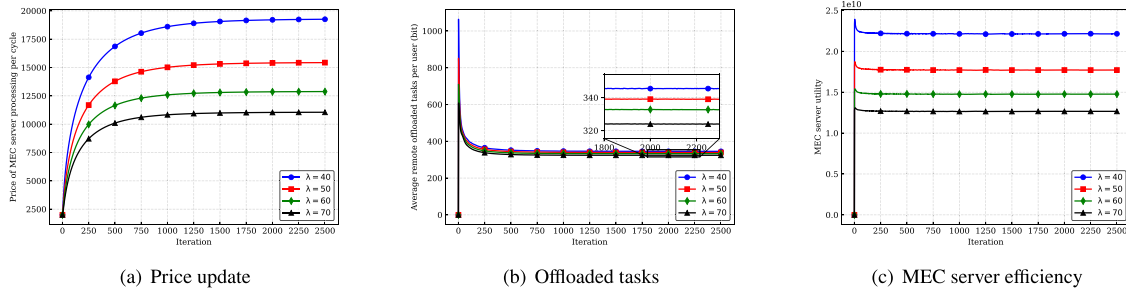 Price of MEC server processing per cycle
20000
17500
15000
12500
10000
7500
5000
2500
0 250 500 750 1000 1250 1500 1750 2000 2250 2500
Iteration
λ = 40
λ = 50
λ = 60
λ = 70
(a) Price update
Average remote offloaded tasks per user (bit)
1000
800
600
400
200
0
340
320
1800 2000 2200
0 250 500 750 1000 1250 1500 1750 2000 2250 2500
Iteration
λ = 40
λ = 50
λ = 60
λ = 70
(b) Offloaded tasks
MEC server utility
1e10
2.5
2.0
1.5
1.0
0.5
0.0
0 250 500 750 1000 1250 1500 1750 2000 2250 2500
Iteration
λ = 40
λ = 50
λ = 60
λ = 70
(c) MEC server efficiency